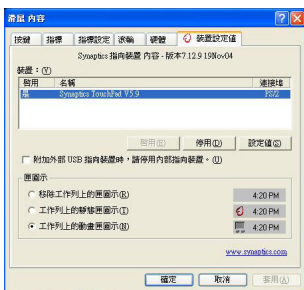 滑鼠 內容
按鍵 指標 指標設定 滾輪 硬體 裝置設定值
Synaptics 指向裝置 內容 - 版本7.12.9 19Nov04
裝置：(V)
啟用 名稱 連接埠
是 Synaptics TouchPad V5.9 PS/2
啟用(E) 停用(D) 設定值(S)
附加外部 USB 指向裝置時，請停用內部指向裝置。(U)
匣圖示
移除工作列上的匣圖示(R) 4:20 PM
工作列上的靜態匣圖示(T) 4:20 PM
工作列上的動畫匣圖示(M) 4:20 PM
www.synaptics.com
確定 取消 套用(A)